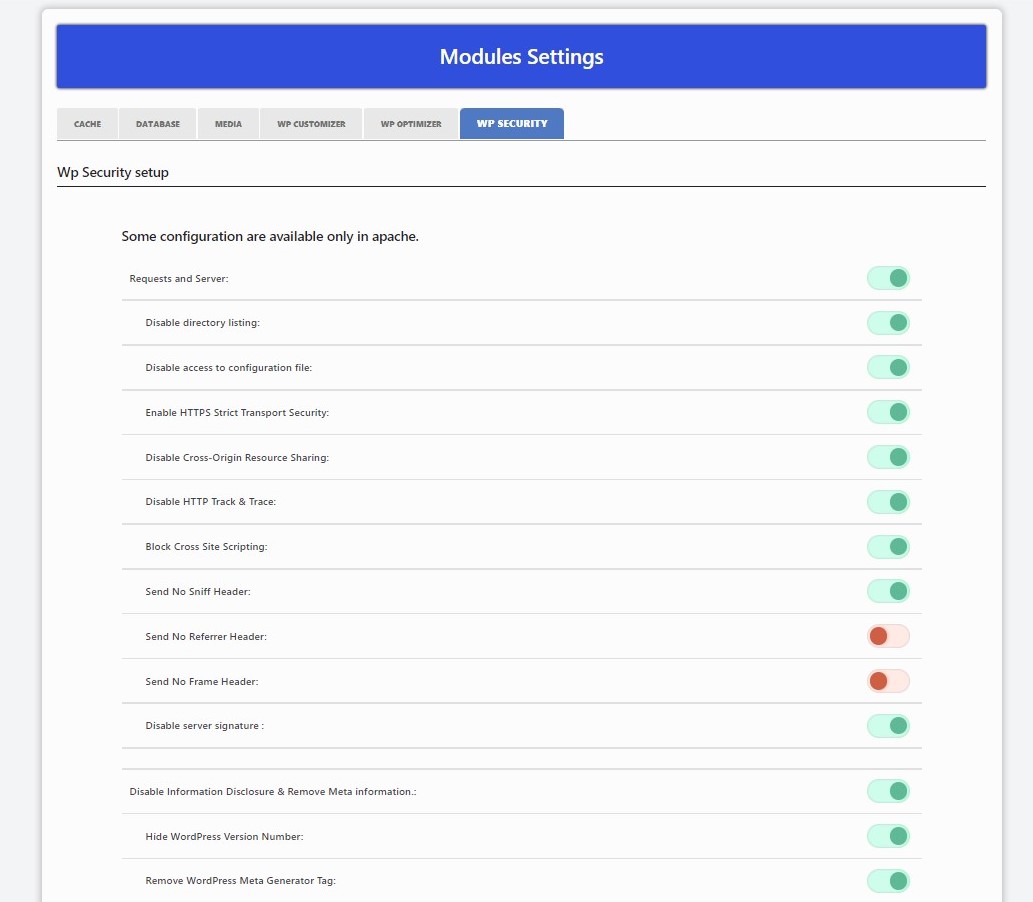 Modules Settings
CACHE
DATABASE
MEDIA
WP CUSTOMIZER
WP OPTIMIZER
WP SECURITY
Wp Security setup
Some configuration are available only in apache.
Requests and Server:
Disable directory listing:
Disable access to configuration file:
Enable HTTPS Strict Transport Security:
Disable Cross-Origin Resource Sharing:
Disable HTTP Track & Trace:
Block Cross Site Scripting:
Send No Sniff Header:
Send No Referrer Header:
Send No Frame Header:
Disable server signature :
Disable Information Disclosure & Remove Meta information.:
Hide WordPress Version Number:
Remove WordPress Meta Generator Tag: